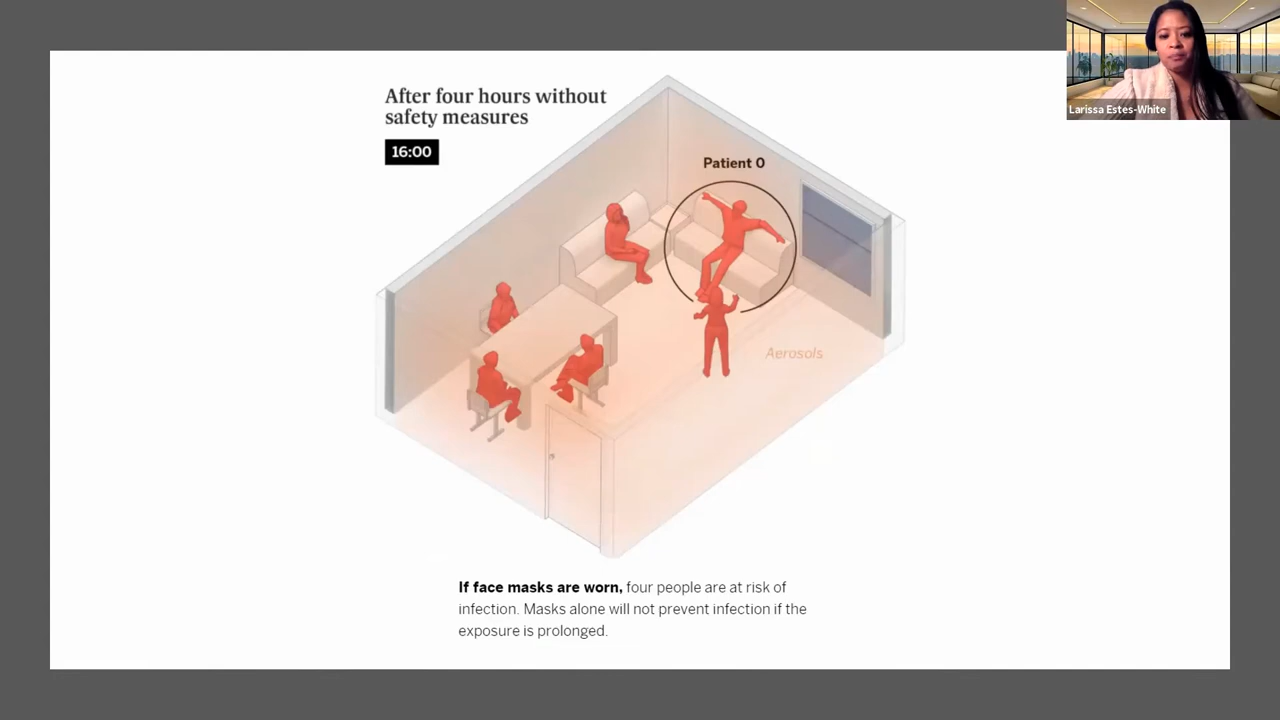 After four hours without
safety measures
16:00
Patient 0
Aerosols
If face masks are worn, four people are at risk of
infection. Masks alone will not prevent infection if the
exposure is prolonged.
Larissa Estes-White